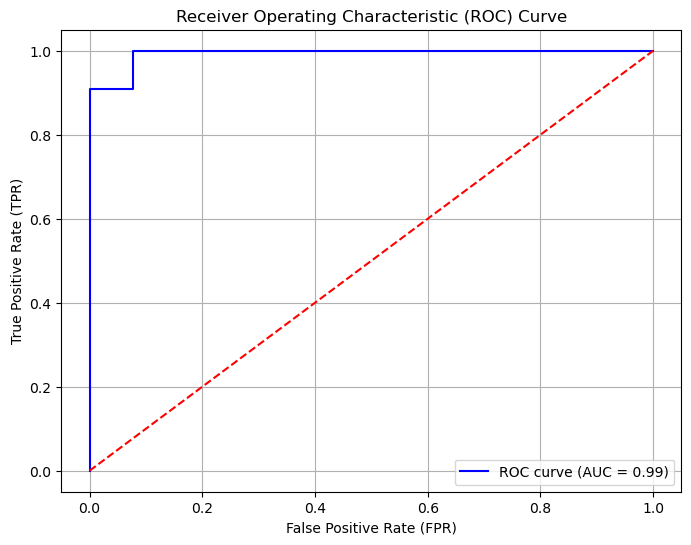 Receiver Operating Characteristic (ROC) Curve
True Positive Rate (TPR)
1.0
0.8
0.6
0.4
0.2
0.0
ROC curve (AUC = 0.99)
0.0 0.2 0.4 0.6 0.8 1.0
False Positive Rate (FPR)